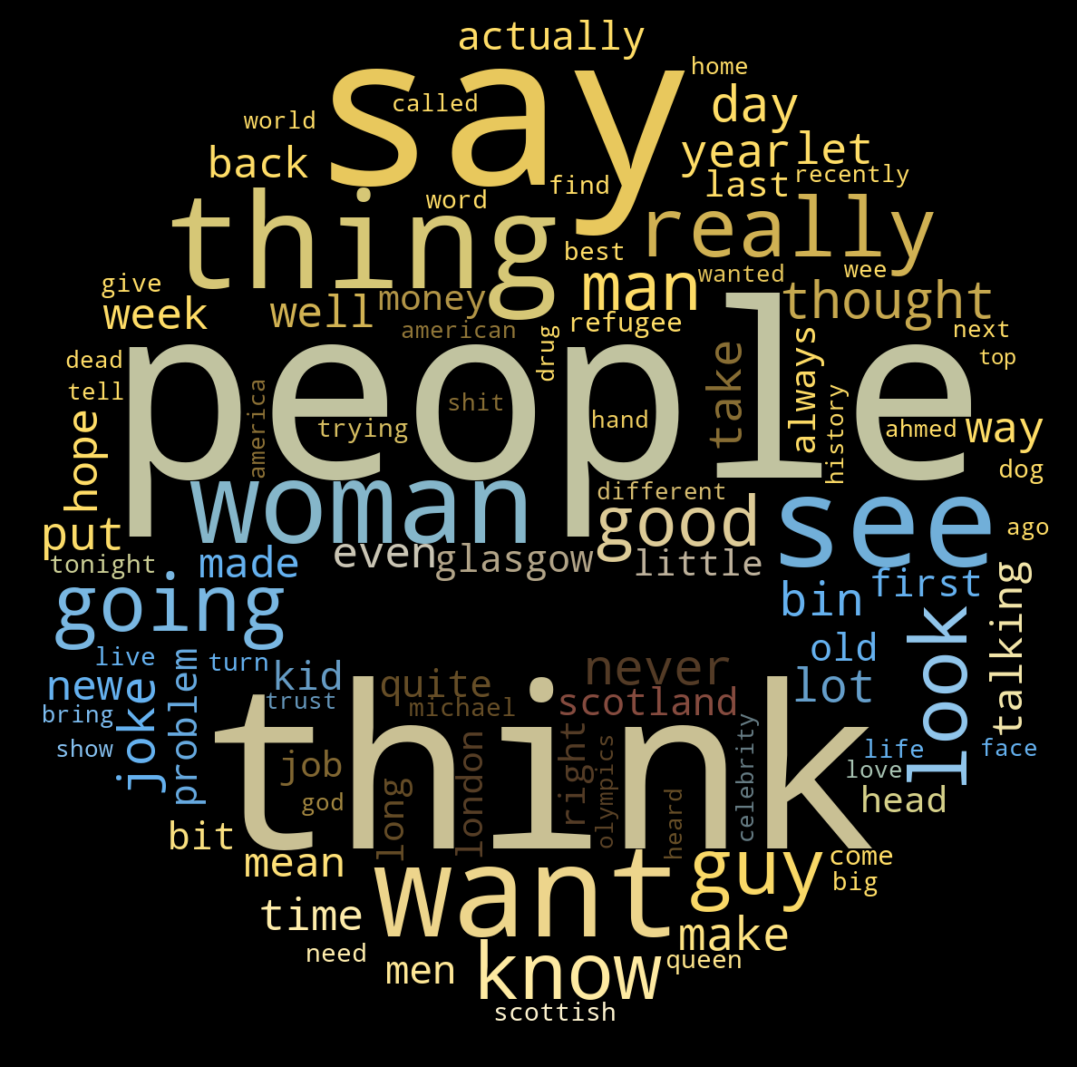 actually
home
say
called
day
world
year let
back
find
last recently
word
thing
really
best
man wanted wee
give
well money
thought
week
american
refugee
next
drug
people
dead
take
always
top
tell
america
shit
hand
history
trying
ahmed way
hope
dog
woman
different
see
put
good
ago
even glasgow little
tonight
made
first
going
bin
talking
look
live
turn
old
problem
kid
quite
never
newe
trust
michael
scotland
lot
bring
joke
think
show
job
long
london
right
olympics
celebrity
life
face
love
god
heard
head
bit
mean
want
guy
come
big
time
make
need
men
know
queen
scottish